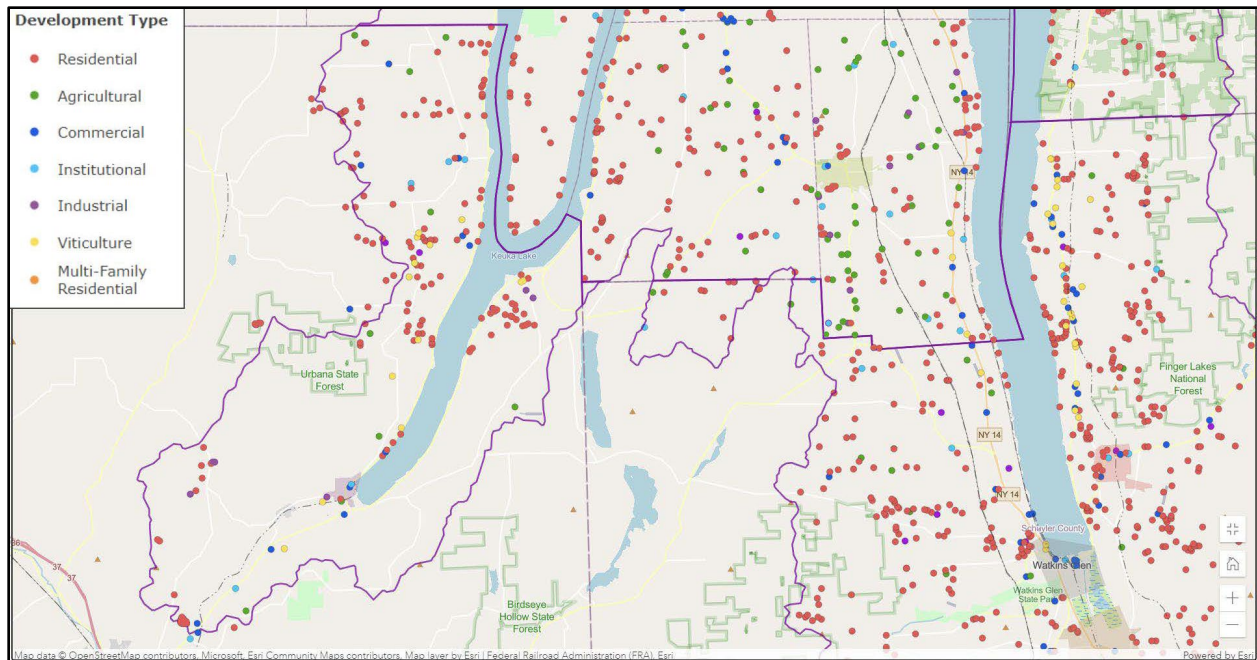 Development Type
Residential
Agricultural
Commercial
Institutional
Industrial
Viticulture
Multi-Family
Residential
NY 14
Keuka Lake
Urbana State
Forest
Finger Lakes
National
Forest
NY 14
NY 14
Schuyler County
Watkins Glen
Watkins Glen
State Park
Birdseye
Hollow State
Forest
36
37
37
Map data © OpenStreetMap contributors, Microsoft, Esri Community Maps contributors, Map layer by Esri | Federal Railroad Administration (FRA), Esri
Powered by Esri